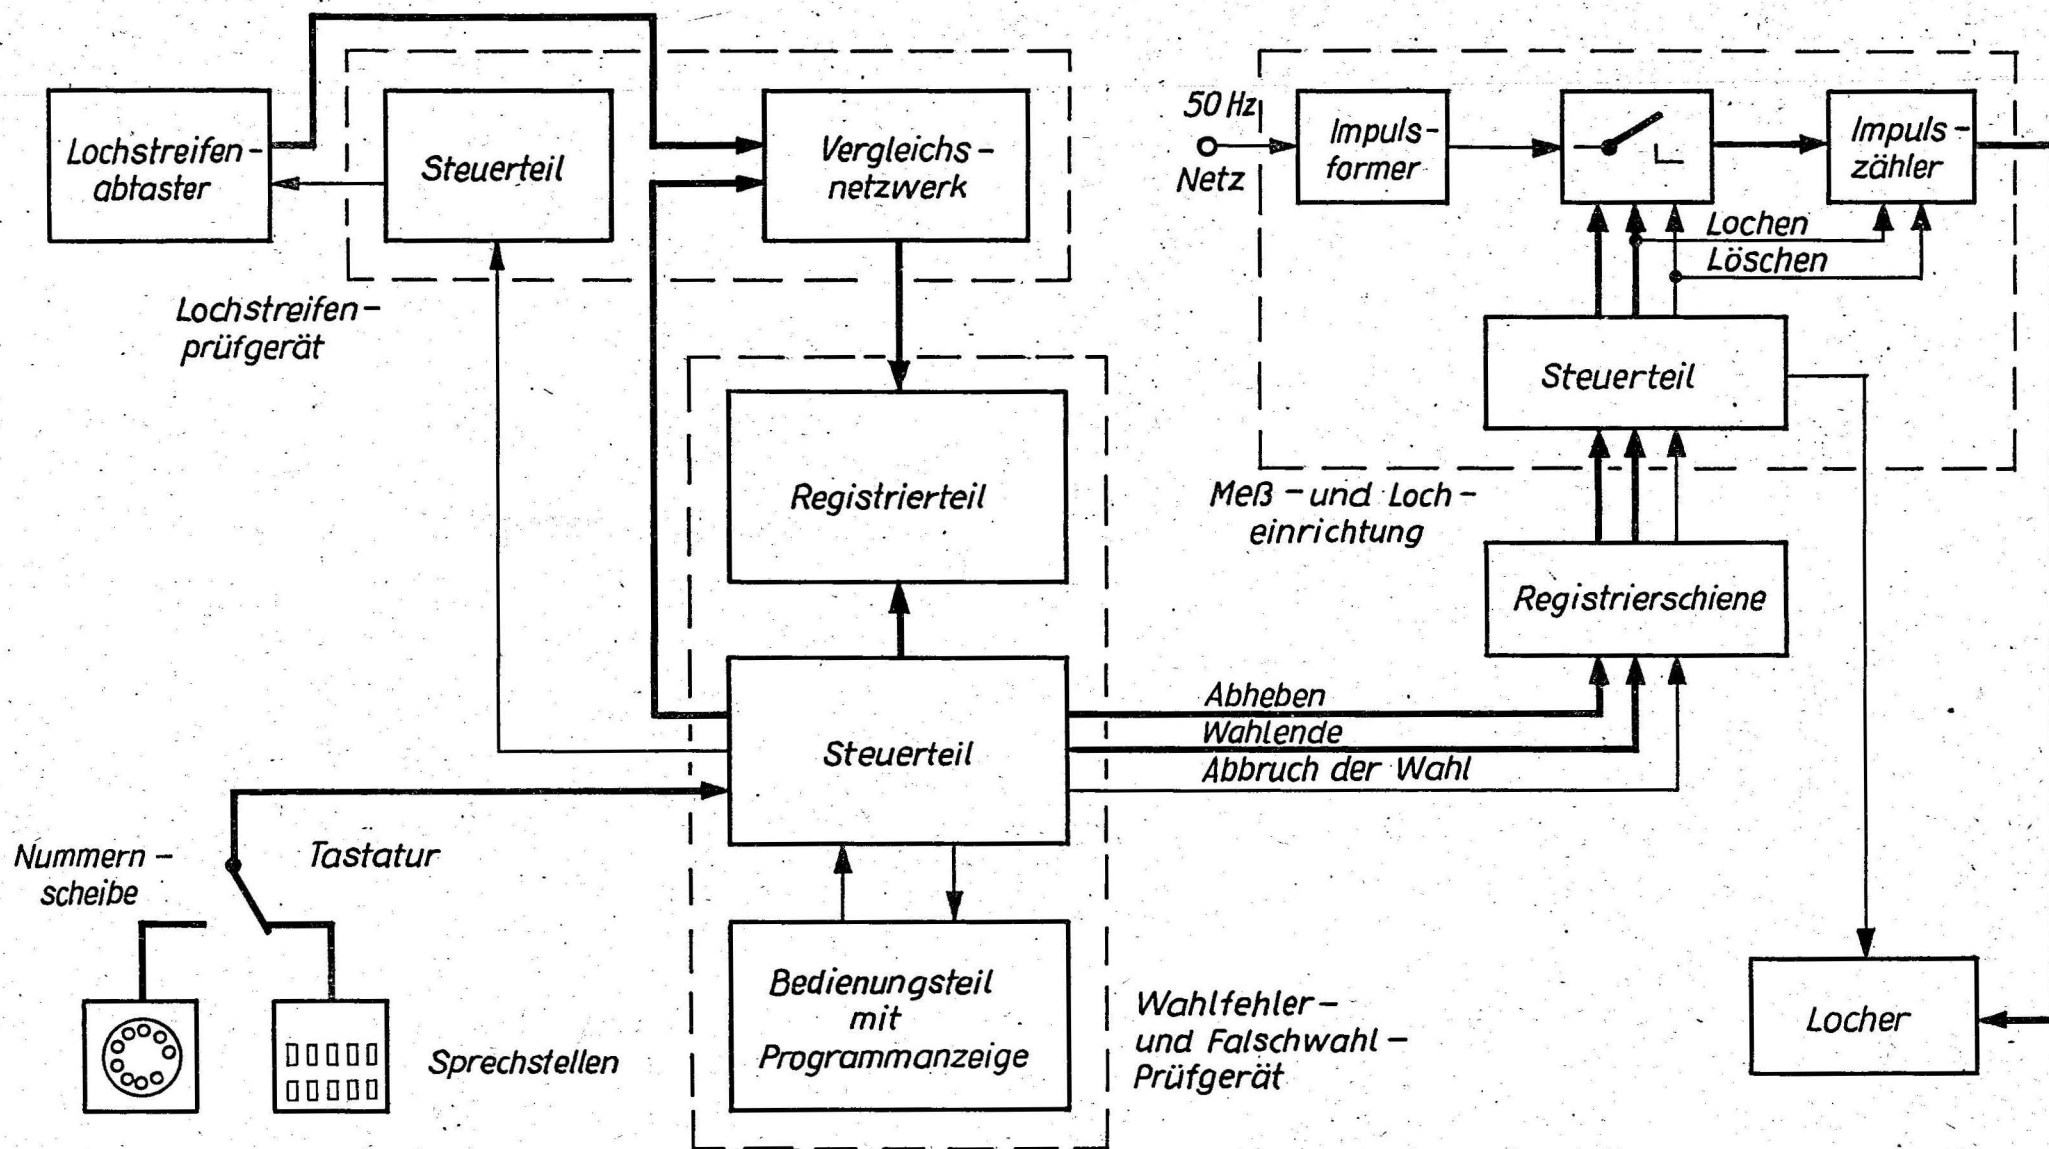 Lochstreifen-
abtaster
Steuerteil
Vergleichs-
netzwerk
Lochstreifen-
prüfgerät
50 Hz
Netz
Impuls-
former
Impuls-
zähler
Lochen
Löschen
Steuerteil
Meß-und Loch-
einrichtung
Registrierteil
Registrierschiene
Steuerteil
Abheben
Wahlende
Abbruch der Wahl
Nummern-
scheibe
Tastatur
Sprechstellen
Bedienungsteil
mit
Programmanzeige
Wahlfehler-
und Falschwahl-
Prüfgerät
Locher